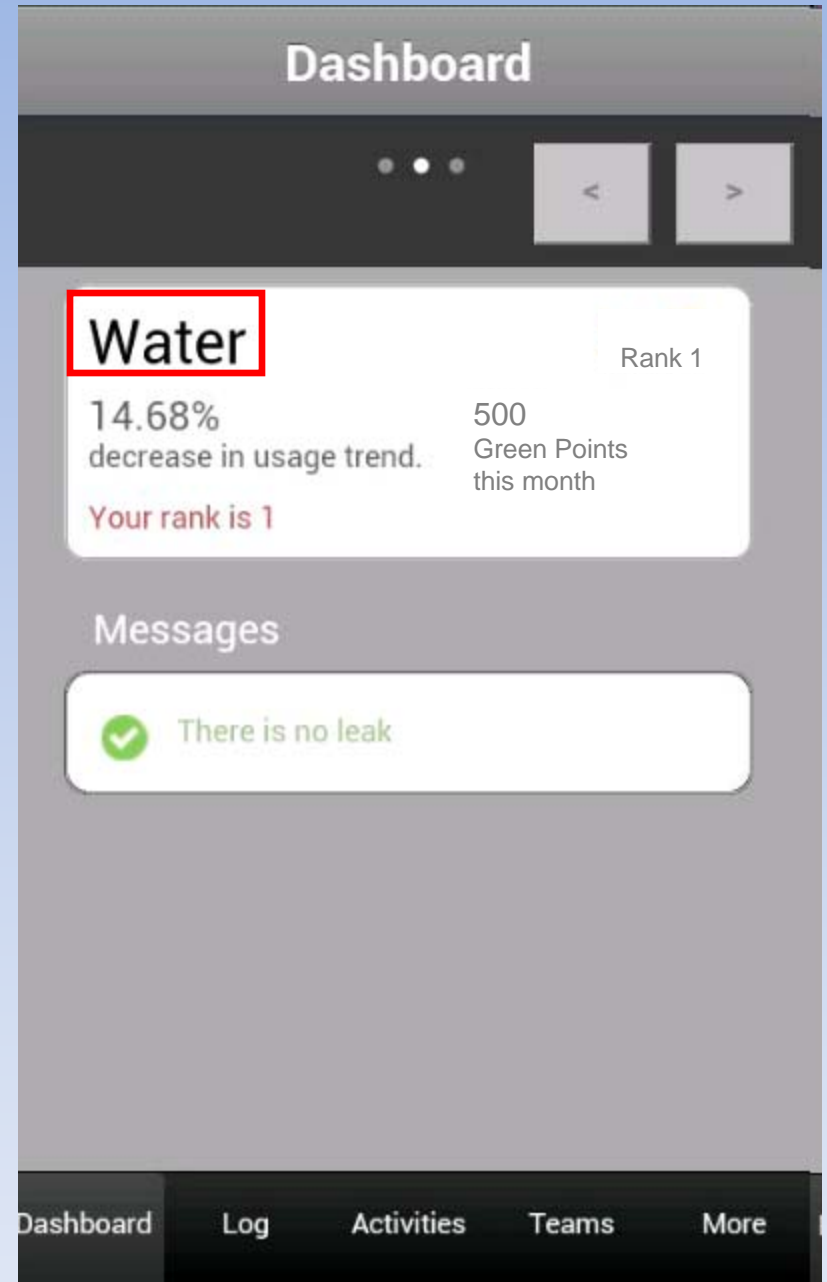 Dashboard
< >
Water
Rank 1
14.68%
decrease in usage trend.
500
Green Points
this month
Your rank is 1
Messages
There is no leak
Dashboard Log Activities Teams More